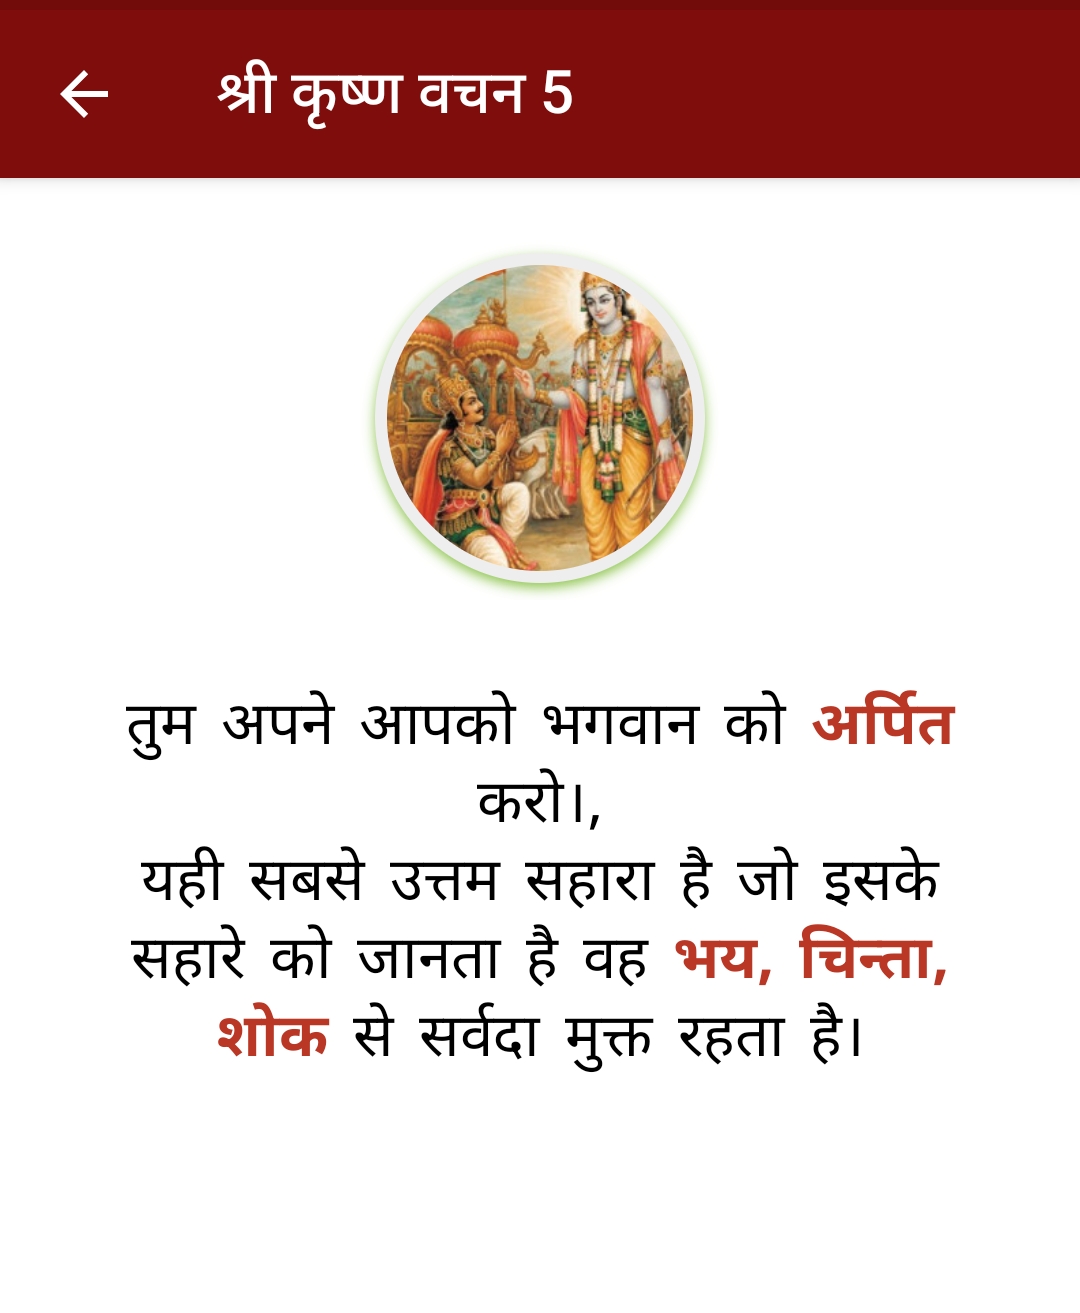 श्री कृष्ण वचन 5
तुम अपने आपको भगवान को अर्पित
करो।,
यही सबसे उत्तम सहारा है जो इसके
सहारे को जानता है वह भय, चिन्ता,
शोक से सर्वदा मुक्त रहता है।